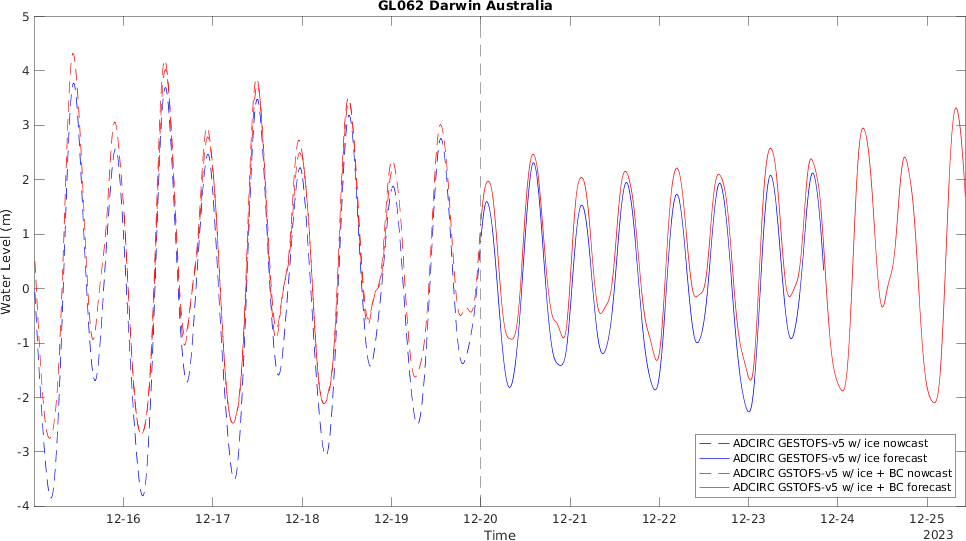 GL062 Darwin Australia
5
4
3
2
1
0
-1
-2
-3
-4
Water Level (m)
ADCIRC GESTOFS-v5 w/ ice nowcast
ADCIRC GESTOFS-v5 w/ ice forecast
ADCIRC GSTOFS-v5 w/ ice + BC nowcast
ADCIRC GSTOFS-v5 w/ ice + BC forecast
12-16 12-17 12-18 12-19 12-20 12-21 12-22 12-23 12-24 12-25
Time
2023